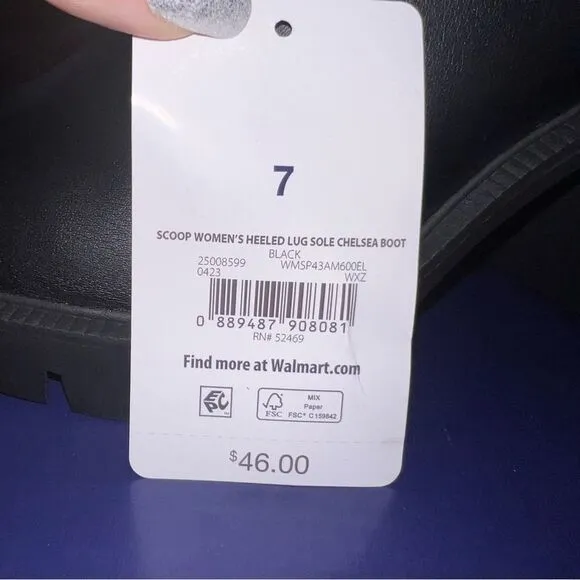 7
SCOOP WOMEN'S HEELED LUG SOLE CHELSEA BOOT
BLACK
25008599 WMSP43AM600EL
0423 WXZ
0 889487 908081
RN# 52469
Find more at Walmart.com
EPC
FSC
MIX
Paper
FSC® C159842
$46.00